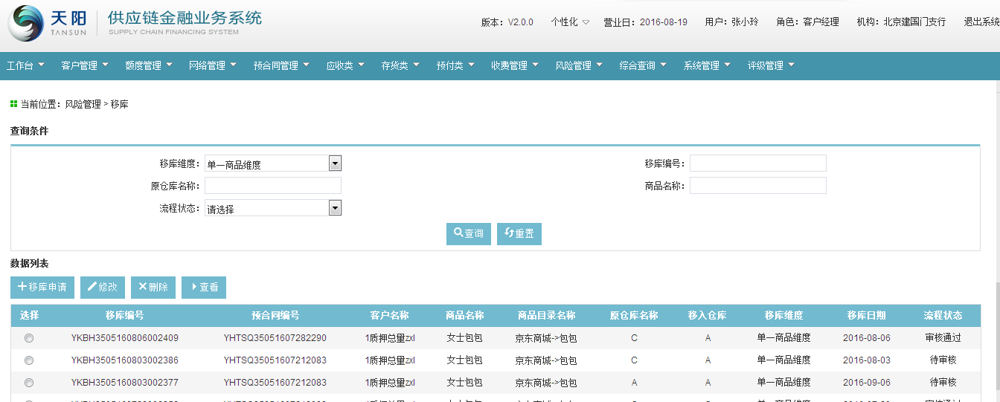 天阳 TANSUN 供应链金融业务系统 SUPPLY CHAIN FINANCING SYSTEM
版本：V2.0.0 个性化 营业日：2016-08-19 用户：张小玲 角色：客户经理 机构：北京建国门支行 退出系统
工作台 客户管理 额度管理 网络管理 预合同管理 应收类 存货类 预付类 收费管理 风险管理 综合查询 系统管理 评级管理
当前位置：风险管理 > 移库
查询条件
移库维度：单一商品维度 移库编号：
原仓库名称： 商品名称：
流程状态：请选择
查询 重置
数据列表
移库申请 修改 删除 查看
选择 移库编号 预合同编号 客户名称 商品名称 商品目录名称 原仓库名称 移入仓库 移库维度 移库日期 流程状态
YKBH3505160806002409 YHTSQ35051607282290 1质押总量zxl 女士包包 京东商城->包包 C A 单一商品维度 2016-08-06 审核通过
YKBH3505160803002386 YHTSQ35051607212083 1质押总量zxl 女士包包 京东商城->包包 C A 单一商品维度 2016-08-03 待审核
YKBH3505160803002377 YHTSQ35051607212083 1质押总量zxl 女士包包 京东商城->包包 A A 单一商品维度 2016-09-06 待审核